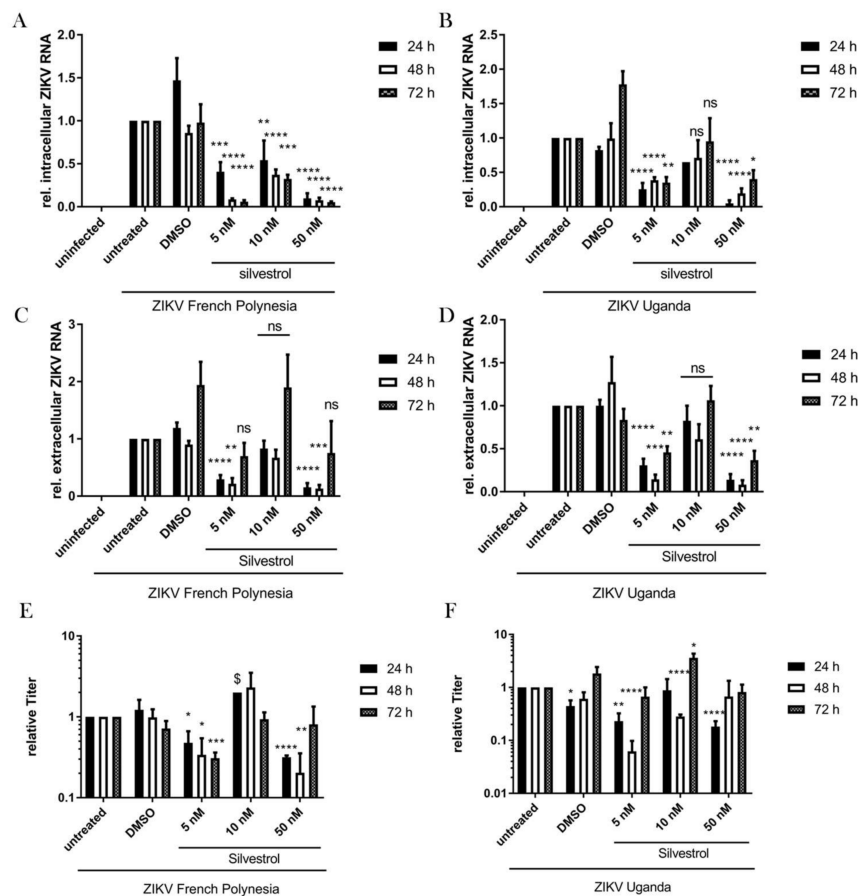 A
rel. intracellular ZIKV RNA
2.0
1.5
1.0
0.5
0.0
24 h
48 h
72 h
***
****
****
**
****
***
****
****
****
uninfected
untreated
DMSO
5 nM
10 nM
50 nM
silvestrol
ZIKV French Polynesia
B
rel. intracellular ZIKV RNA
2.5
2.0
1.5
1.0
0.5
0.0
24 h
48 h
72 h
****
****
**
ns
ns
****
****
*
uninfected
untreated
DMSO
5 nM
10 nM
50 nM
silvestrol
ZIKV Uganda
C
rel. extracellular ZIKV RNA
3
2
1
0
24 h
48 h
72 h
****
**
ns
ns
****
***
ns
uninfected
untreated
DMSO
5 nM
10 nM
50 nM
Silvestrol
ZIKV French Polynesia
D
rel. extracellular ZIKV RNA
2.0
1.5
1.0
0.5
0.0
24 h
48 h
72 h
****
****
**
ns
****
****
**
uninfected
untreated
DMSO
5 nM
10 nM
50 nM
Silvestrol
ZIKV Uganda
E
relative Titer
10
1
0.1
24 h
48 h
72 h
*
*
***
$
****
**
untreated
DMSO
5 nM
10 nM
50 nM
Silvestrol
ZIKV French Polynesia
F
relative Titer
10
1
0.1
0.01
24 h
48 h
72 h
*
**
****
****
*
****
untreated
DMSO
5 nM
10 nM
50 nM
Silvestrol
ZIKV Uganda